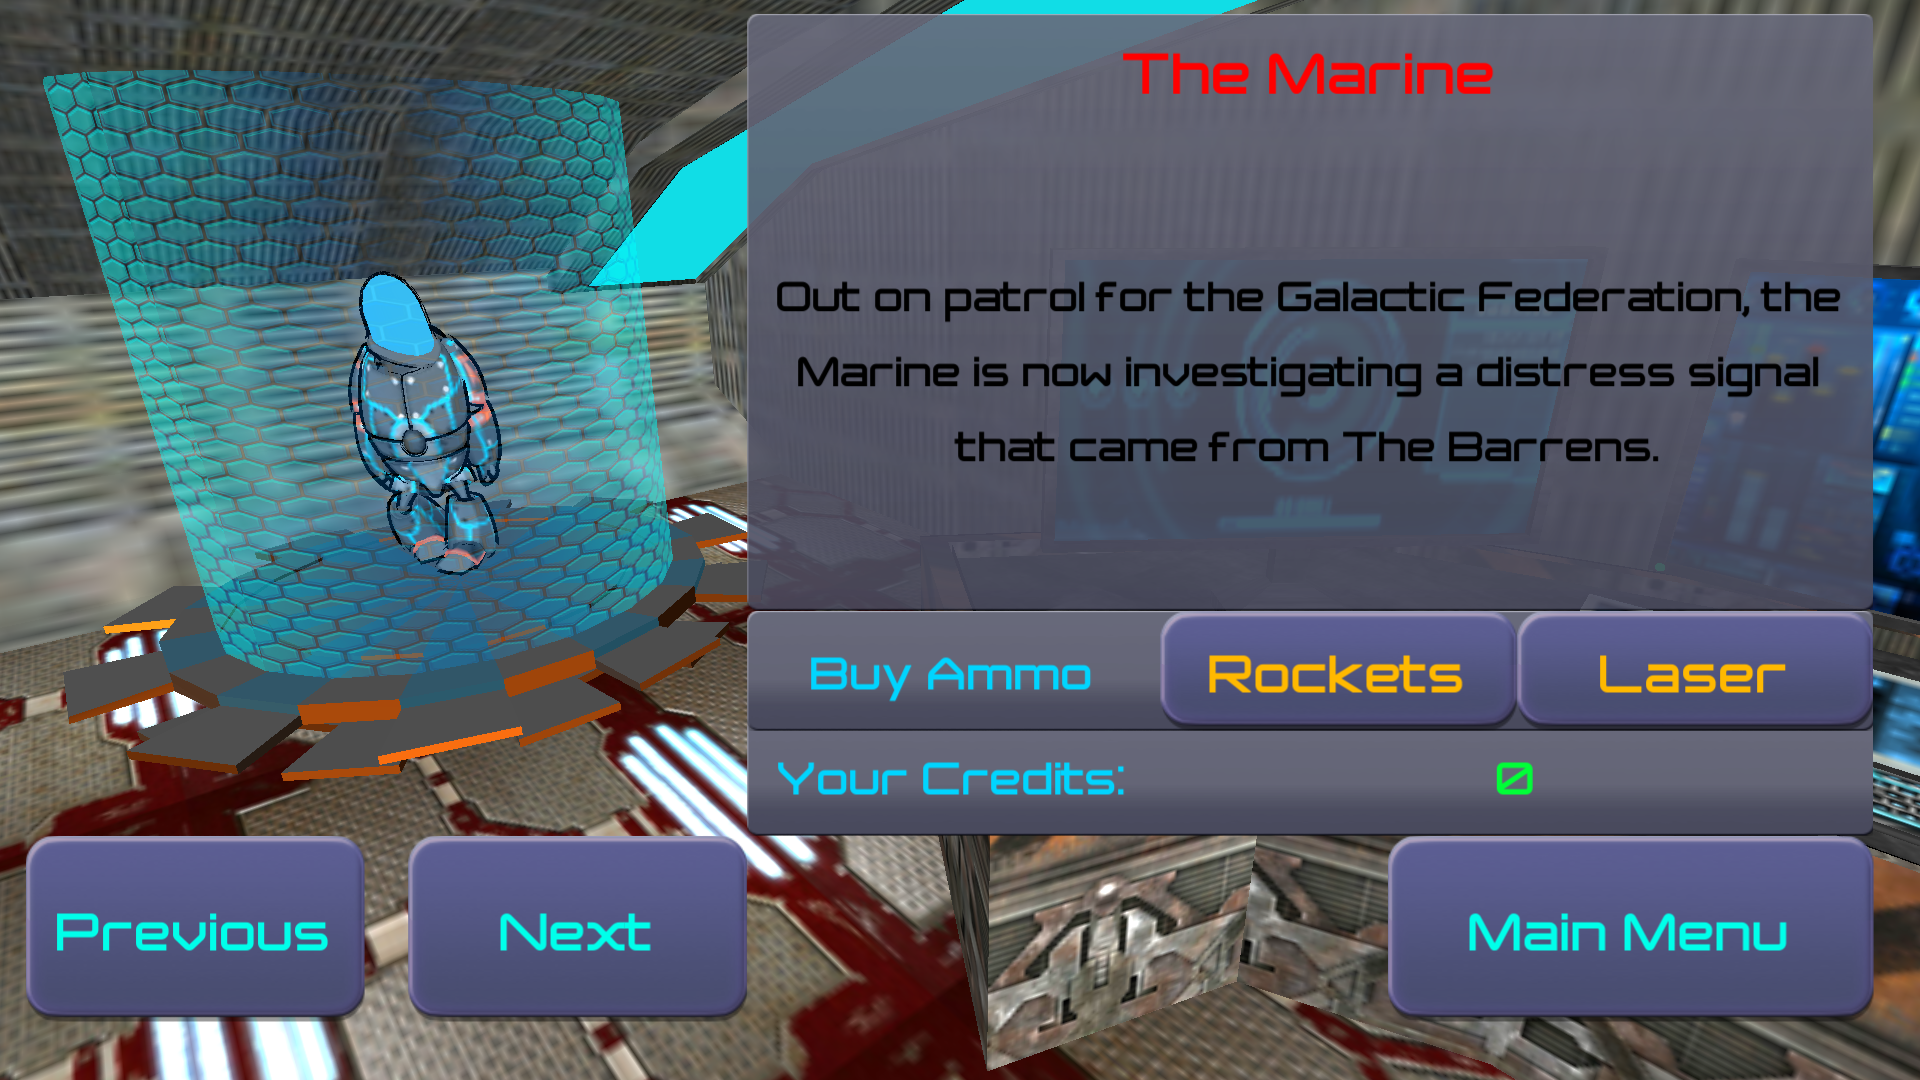 The Marine
Out on patrol for the Galactic Federation, the
Marine is now investigating a distress signal
that came from The Barrens.
Buy Ammo
Rockets
Laser
Your Credits:
0
Previous
Next
Main Menu